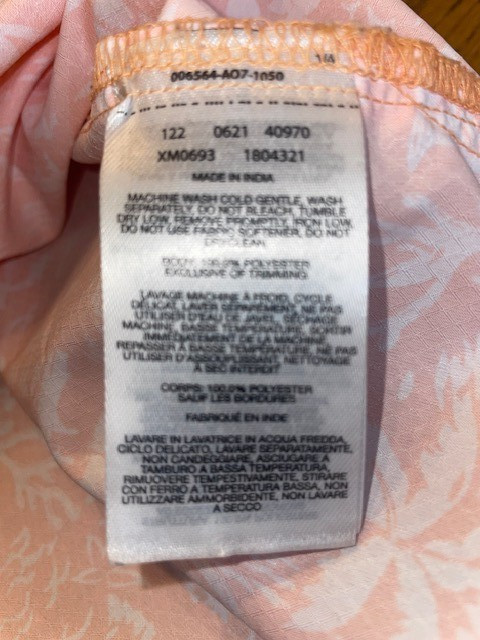 006564-AO7-1050
122 0621 40970
XM0693 1804321
MADE IN INDIA
MACHINE WASH COLD GENTLE, WASH
SEPARATELY, DO NOT BLEACH, TUMBLE
DRY LOW, REMOVE PROMPTLY, IRON LOW,
DO NOT USE FABRIC SOFTENER, DO NOT
DRYCLEAN
BODY: 100.0% POLYESTER
EXCLUSIVE OF TRIMMING
LAVAGE MACHINE À FROID, CYCLE
DÉLICAT, LAVER SÉPARÉMENT, NE PAS
UTILISER D'EAU DE JAVEL, SÉCHAGE
MACHINE, BASSE TEMPÉRATURE, SORTIR
IMMÉDIATEMENT DE LA MACHINE,
REPASSER À BASSE TEMPÉRATURE, NE PAS
UTILISER D'ASSOUPLISSANT, NETTOYAGE
À SEC INTERDIT
CORPS: 100.0% POLYESTER
SAUF LES BORDURES
FABRIQUÉ EN INDE
LAVARE IN LAVATRICE IN ACQUA FREDDA,
CICLO DELICATO, LAVARE SEPARATAMENTE,
NON CANDEGGIARE, ASCIUGARE A
TAMBURO A BASSA TEMPERATURA,
RIMUOVERE TEMPESTIVAMENTE, STIRARE
CON FERRO A TEMPERATURA BASSA, NON
UTILIZZARE AMMORBIDENTE, NON LAVARE
A SECCO